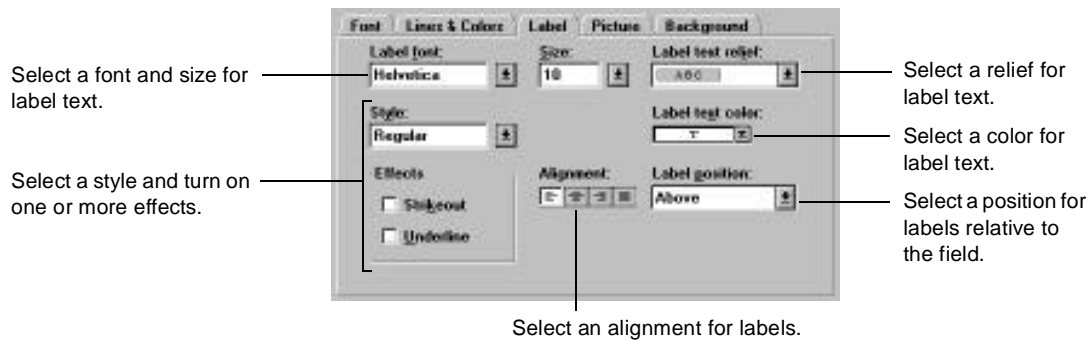 Font Lines & Colors Label Picture Background
Label font: Size: Label text relief:
Helvetica 10 ABC
Select a font and size for
label text.
Select a relief for
label text.
Style: Label text color:
Regular T
Select a color for
label text.
Effects Alignment: Label position:
Strikeout Above
Underline
Select a style and turn on
one or more effects.
Select a position for
labels relative to
the field.
Select an alignment for labels.